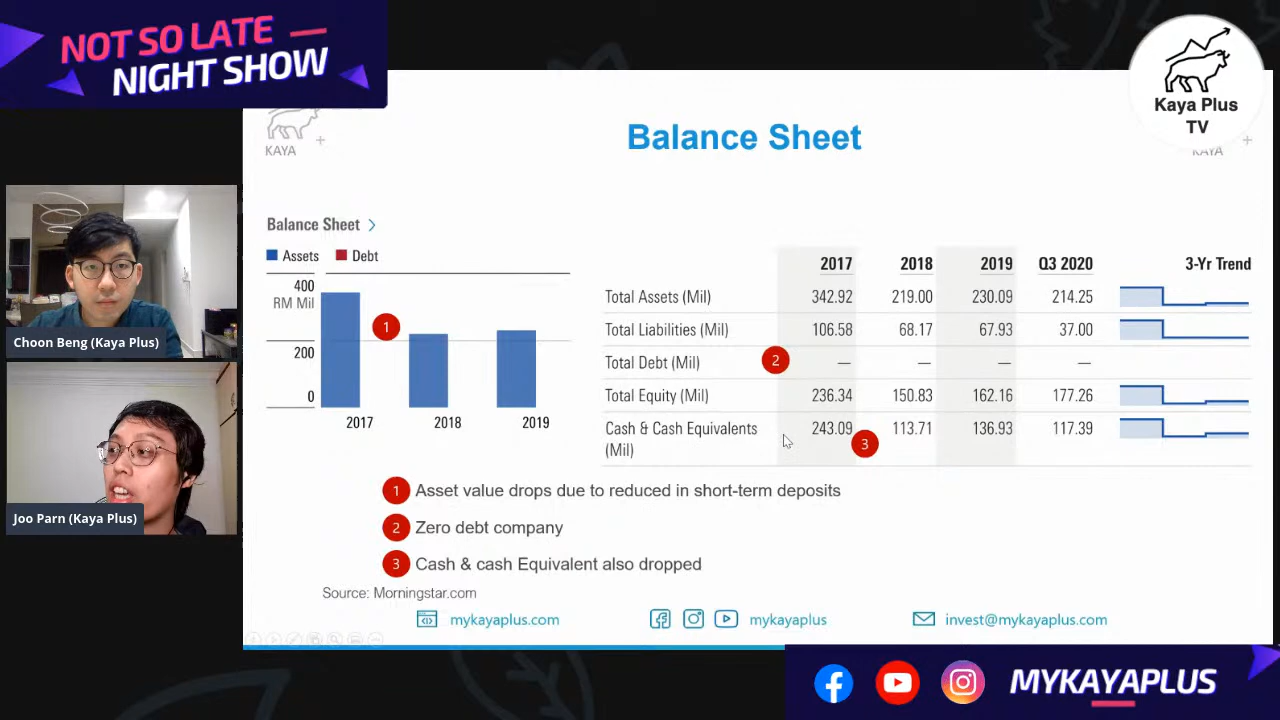 NOT SO LATE
NIGHT SHOW
Kaya Plus
TV
KAYA
KAYA
Balance Sheet
Choon Beng (Kaya Plus)
Joo Parn (Kaya Plus)
Balance Sheet
Assets Debt
400
RM Mil
200
0
2017 2018 2019
1
2017 2018 2019 Q3 2020 3-Yr Trend
Total Assets (Mil) 342.92 219.00 230.09 214.25
Total Liabilities (Mil) 106.58 68.17 67.93 37.00
Total Debt (Mil) 2 — — — —
Total Equity (Mil) 236.34 150.83 162.16 177.26
Cash & Cash Equivalents 243.09 3 113.71 136.93 117.39
(Mil)
1 Asset value drops due to reduced in short-term deposits
2 Zero debt company
3 Cash & cash Equivalent also dropped
Source: Morningstar.com
mykayaplus.com mykayaplus invest@mykayaplus.com
MYKAYAPLUS